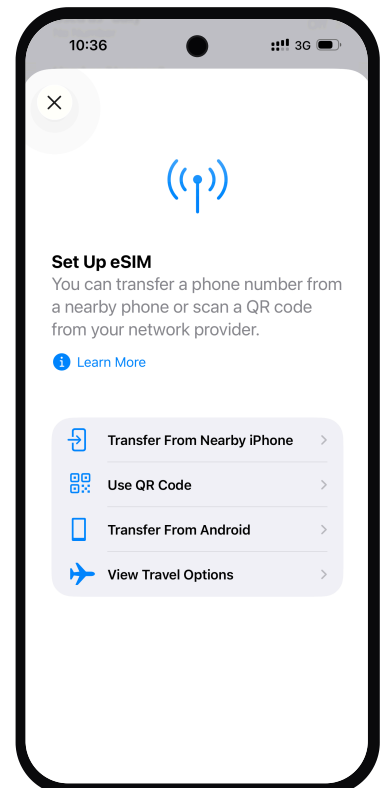 10:36
3G
Set Up eSIM
You can transfer a phone number from
a nearby phone or scan a QR code
from your network provider.
Learn More
Transfer From Nearby iPhone
Use QR Code
Transfer From Android
View Travel Options